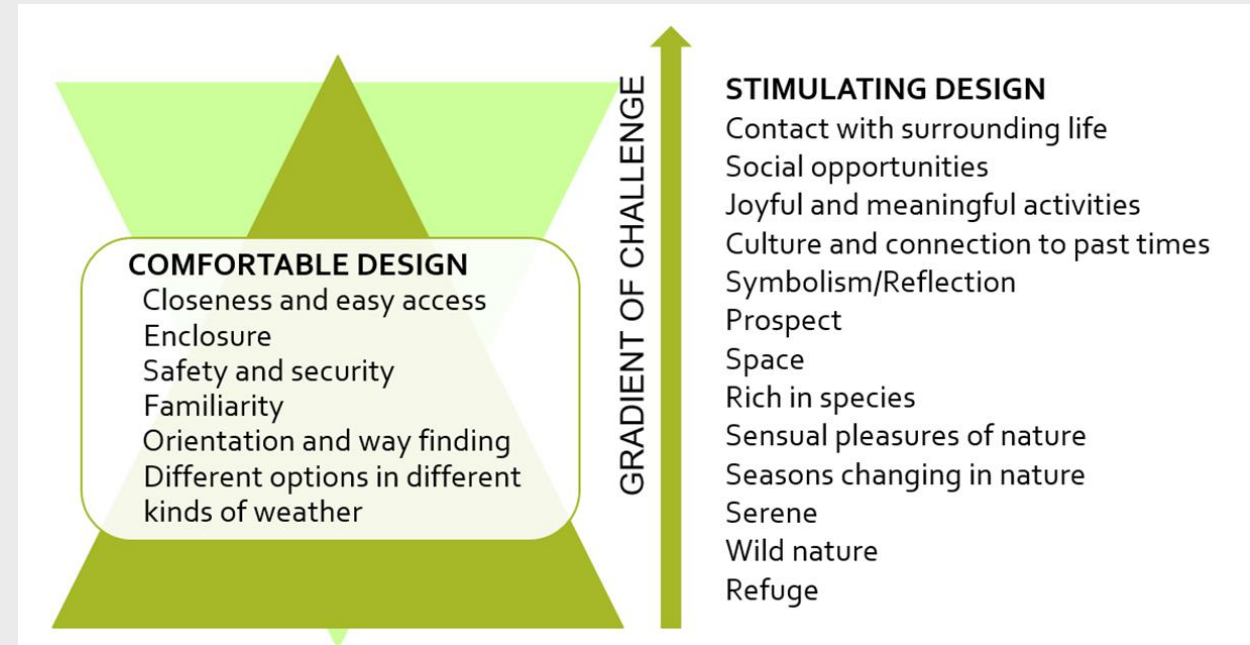 COMFORTABLE DESIGN
Closeness and easy access
Enclosure
Safety and security
Familiarity
Orientation and way finding
Different options in different
kinds of weather
GRADIENT OF CHALLENGE
STIMULATING DESIGN
Contact with surrounding life
Social opportunities
Joyful and meaningful activities
Culture and connection to past times
Symbolism/Reflection
Prospect
Space
Rich in species
Sensual pleasures of nature
Seasons changing in nature
Serene
Wild nature
Refuge